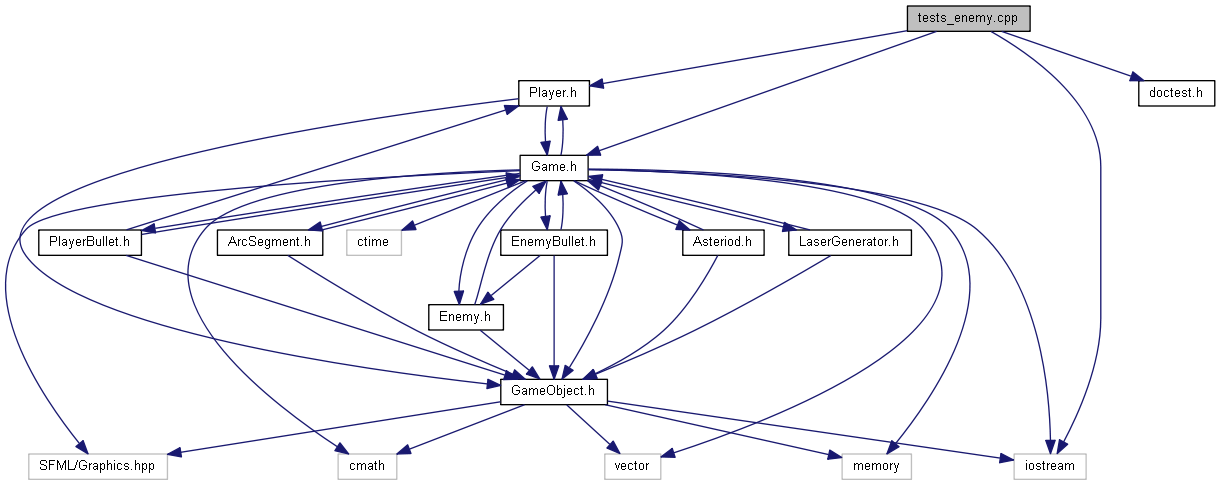 tests_enemy.cpp
Player.h
doctest.h
Game.h
PlayerBullet.h
ArcSegment.h
ctime
EnemyBullet.h
Asteriod.h
LaserGenerator.h
Enemy.h
GameObject.h
SFML/Graphics.hpp
cmath
vector
memory
iostream